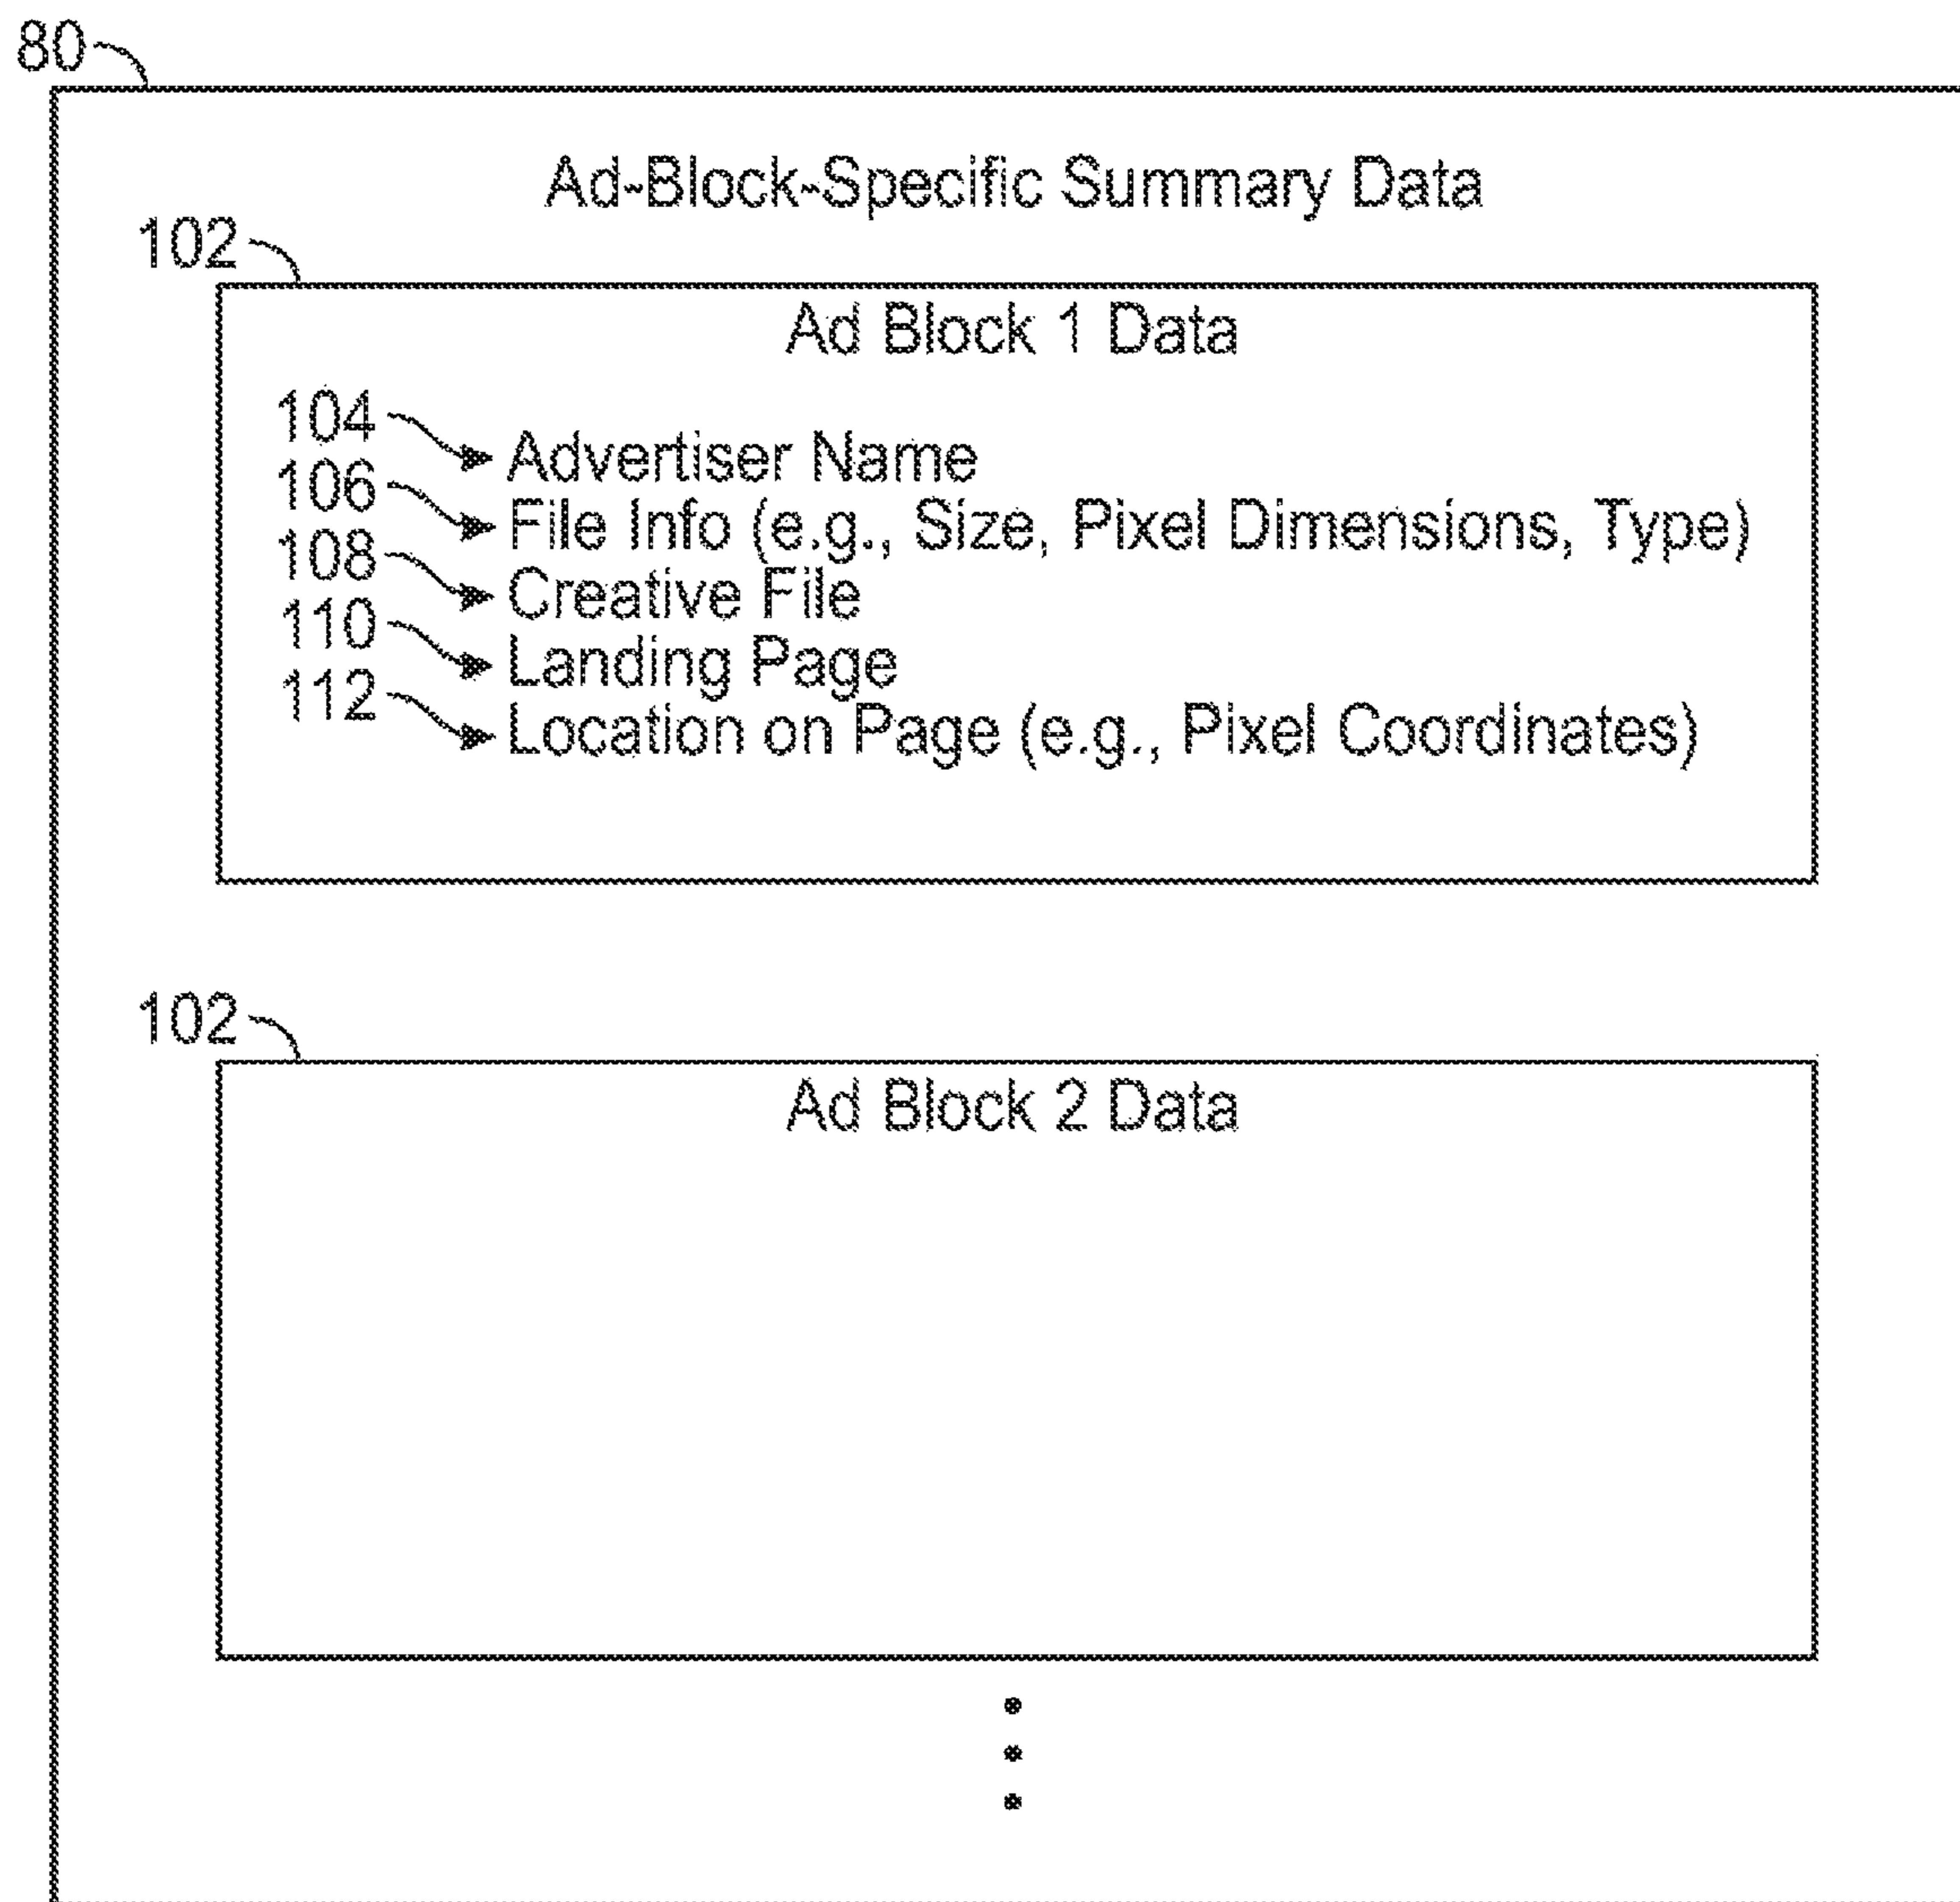 80
Ad-Block-Specific Summary Data
102
Ad Block 1 Data
104 Advertiser Name
106 File Info (e.g., Size, Pixel Dimensions, Type)
108 Creative File
110 Landing Page
112 Location on Page (e.g., Pixel Coordinates)
102
Ad Block 2 Data